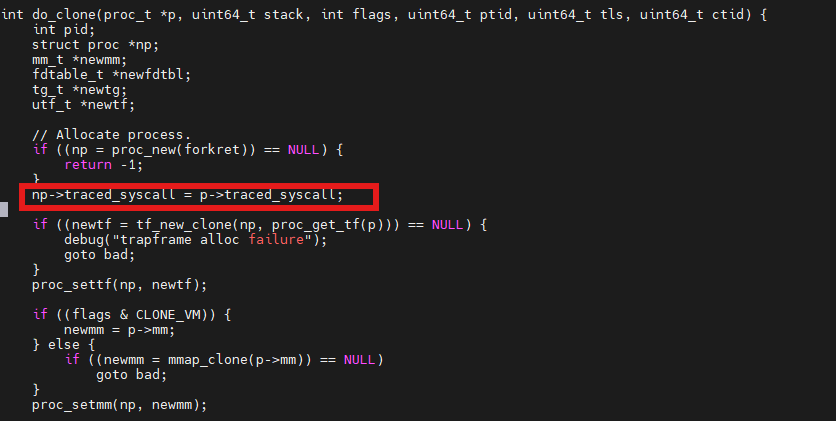 int do_clone(proc_t *p, uint64_t stack, int flags, uint64_t ptid, uint64_t tls, uint64_t ctid) {
    int pid;
    struct proc *np;
    mm_t *newmm;
    fdtable_t *newfdtbl;
    tg_t *newtg;
    utf_t *newtf;

    // Allocate process.
    if ((np = proc_new(forkret)) == NULL) {
        return -1;
    }
    np->traced_syscall = p->traced_syscall;

    if ((newtf = tf_new_clone(np, proc_get_tf(p))) == NULL) {
        debug("trapframe alloc failure");
        goto bad;
    }
    proc_settf(np, newtf);

    if ((flags & CLONE_VM)) {
        newmm = p->mm;
    } else {
        if ((newmm = mmap_clone(p->mm)) == NULL)
            goto bad;
    }
    proc_setmm(np, newmm);